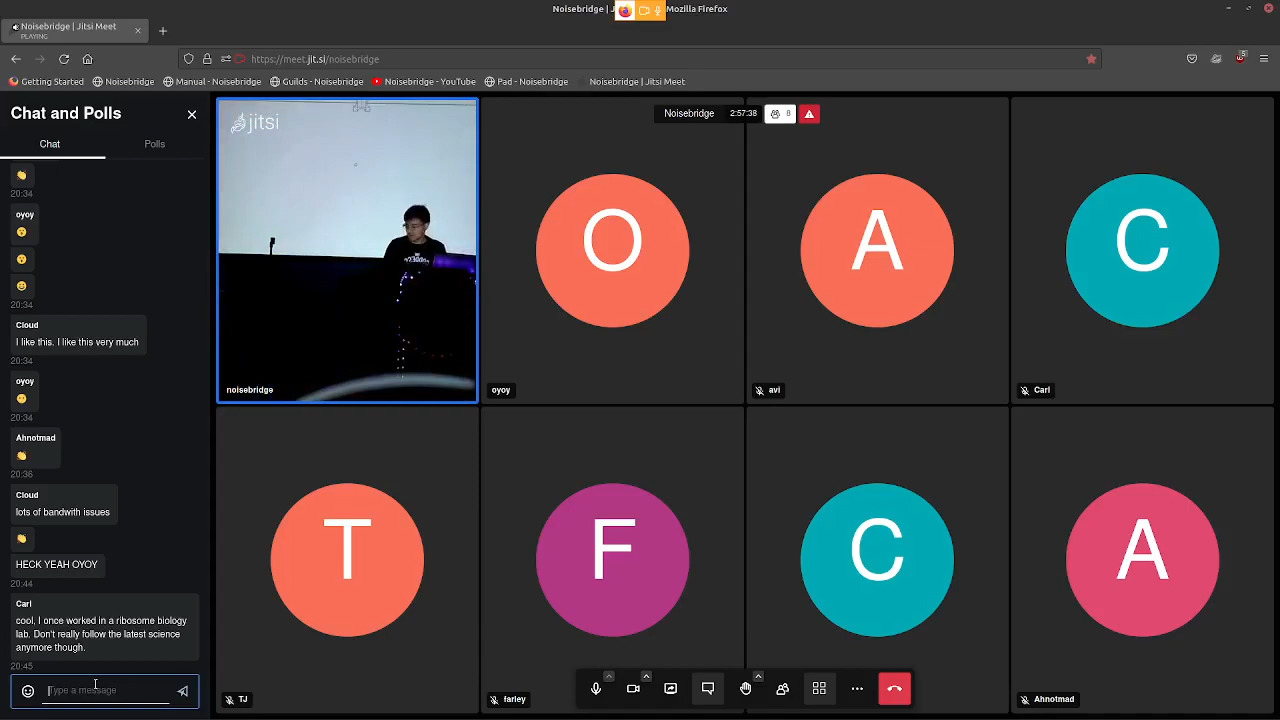 Noisebridge | J
Mozilla Firefox
Noisebridge | Jitsi Meet
PLAYING
https://meet.jit.si/noisebridge
5
Getting Started
Noisebridge
Manual - Noisebridge
Guilds - Noisebridge
Noisebridge - YouTube
Pad - Noisebridge
Noisebridge | Jitsi Meet
Chat and Polls
Chat
Polls
20:34
oyoy
20:34
Cloud
I like this. I like this very much
20:34
oyoy
20:34
Ahnotmad
20:36
Cloud
lots of bandwith issues
HECK YEAH OYOY
20:44
Carl
cool, I once worked in a ribosome biology
lab. Don't really follow the latest science
anymore though.
20:45
Type a message
jitsi
Noisebridge
2:57:38
8
noisebridge
O
oyoy
A
avi
C
Carl
T
TJ
F
farley
C
A
Ahnotmad